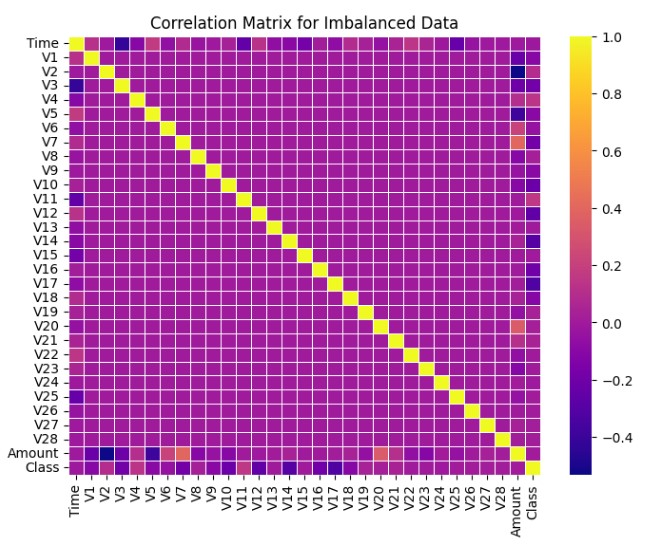 Correlation Matrix for Imbalanced Data
Time
V1
V2
V3
V4
V5
V6
V7
V8
V9
V10
V11
V12
V13
V14
V15
V16
V17
V18
V19
V20
V21
V22
V23
V24
V25
V26
V27
V28
Amount
Class
Time
V1
V2
V3
V4
V5
V6
V7
V8
V9
V10
V11
V12
V13
V14
V15
V16
V17
V18
V19
V20
V21
V22
V23
V24
V25
V26
V27
V28
Amount
Class
1.0
0.8
0.6
0.4
0.2
0.0
−0.2
−0.4